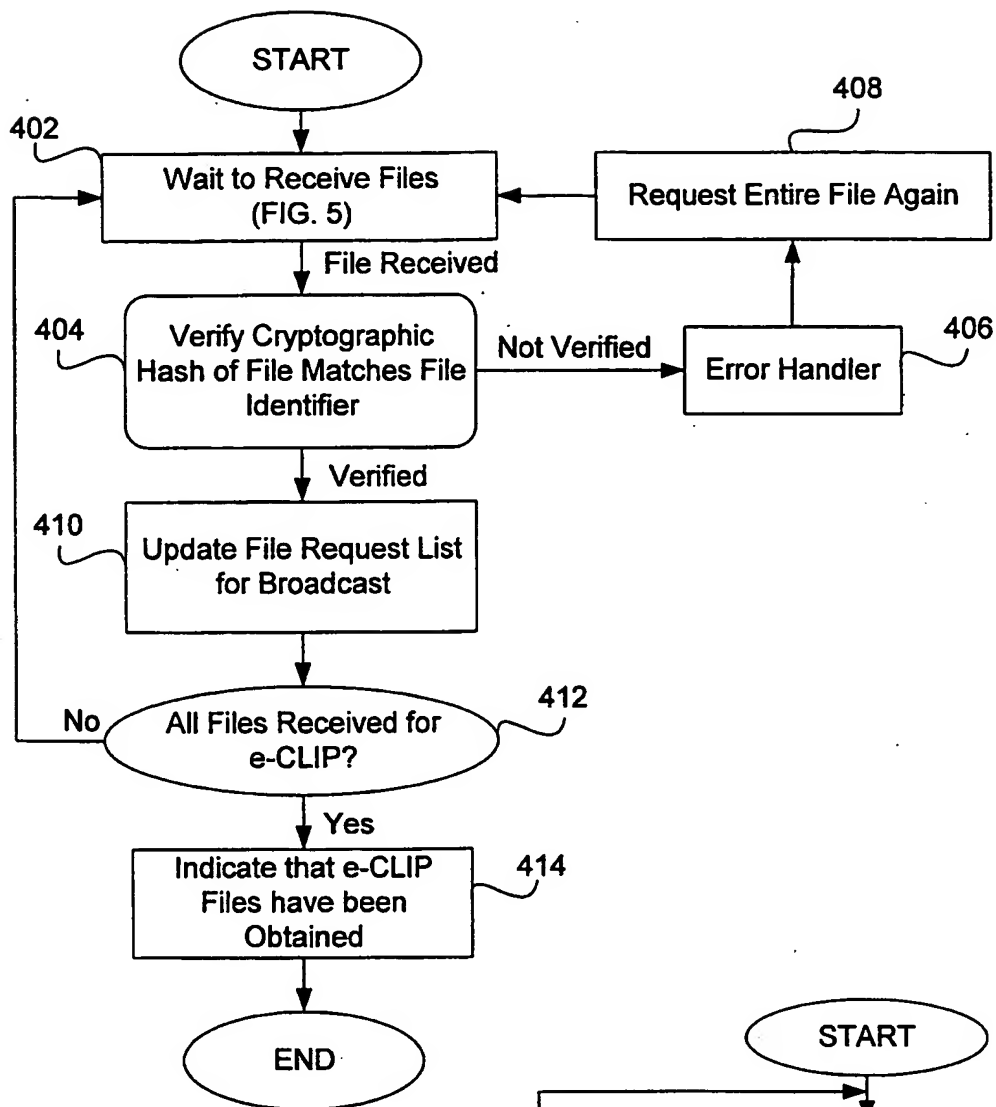 START
402
408
Wait to Receive Files
(FIG. 5)
Request Entire File Again
File Received
404
Verify Cryptographic
Hash of File Matches File
Identifier
Not Verified
Error Handler
406
Verified
410
Update File Request List
for Broadcast
No
All Files Received for
e-CLIP?
412
Yes
Indicate that e-CLIP
Files have been
Obtained
414
END
START